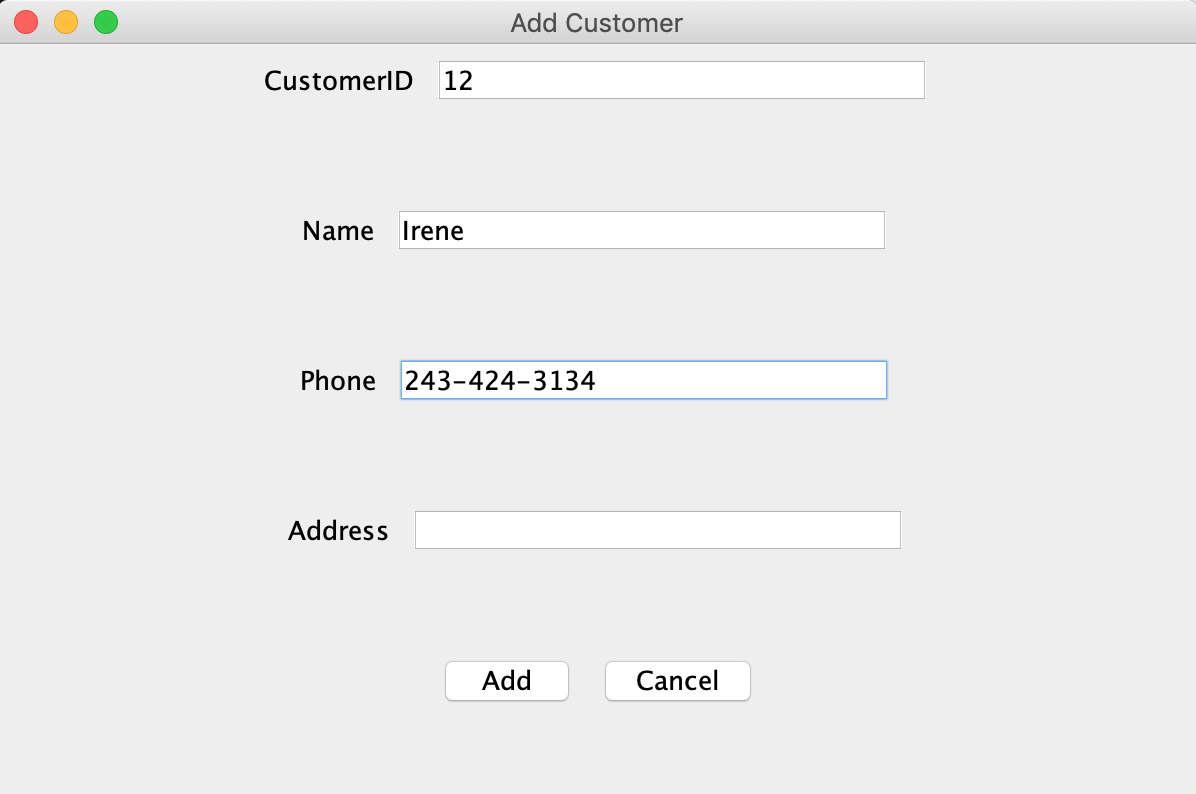 Add Customer
CustomerID 12
Name Irene
Phone 243-424-3134
Address
Add Cancel